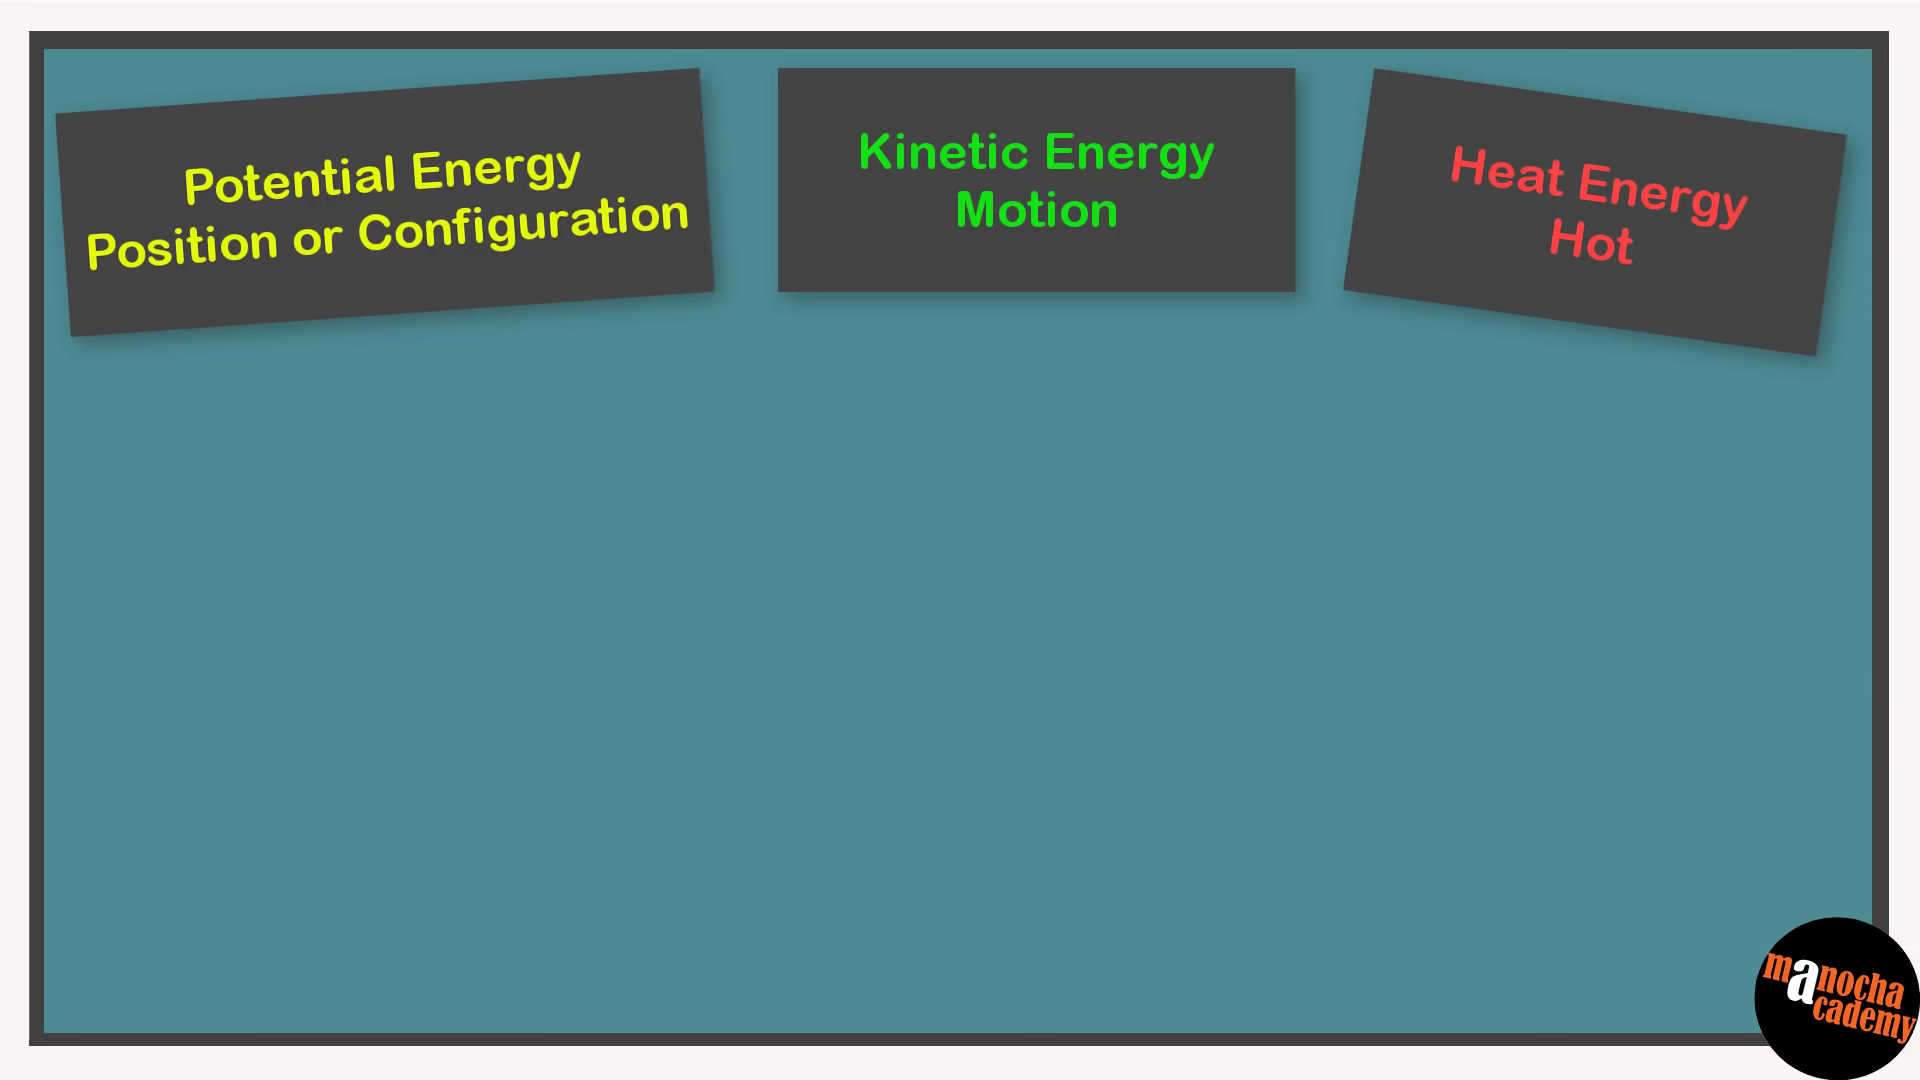 Potential Energy
Position or Configuration
Kinetic Energy
Motion
Heat Energy
Hot
manocha
academy